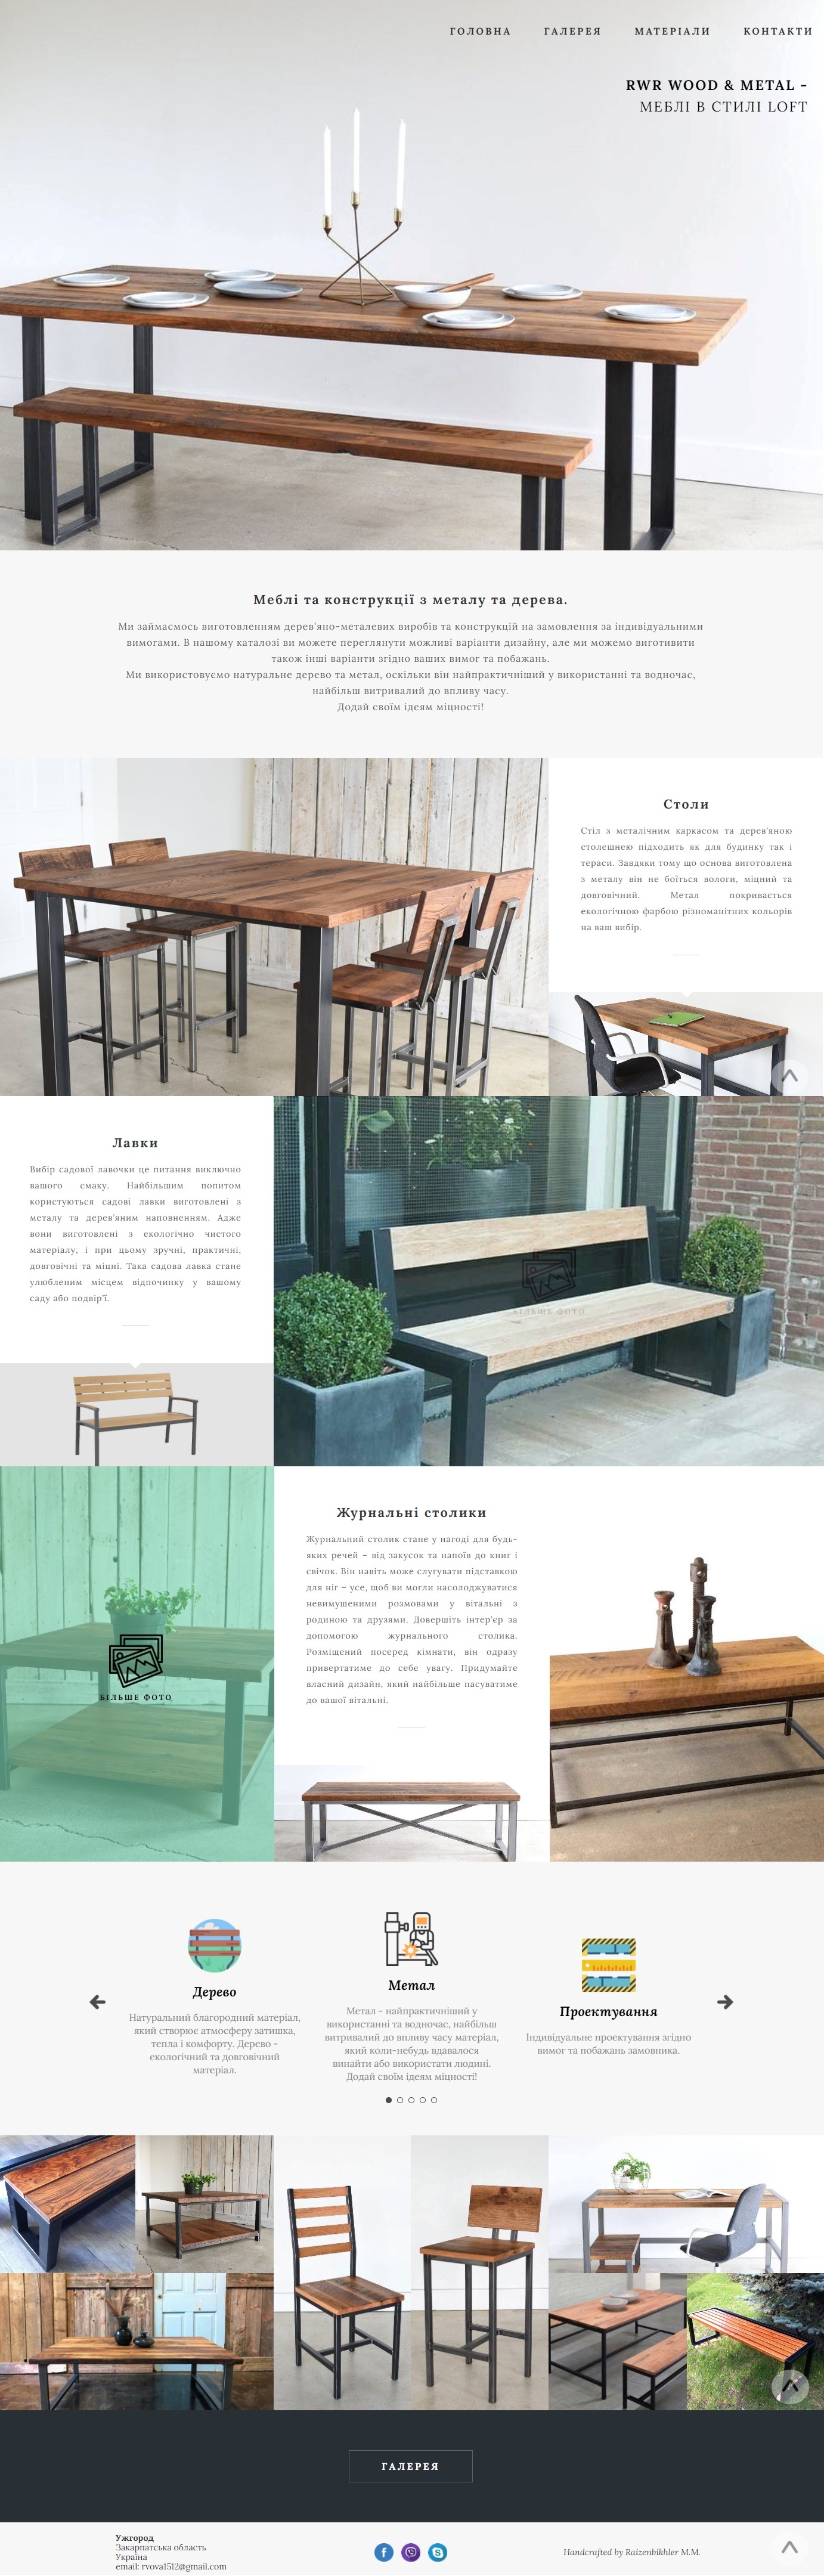 ГОЛОВНА ГАЛЕРЕЯ МАТЕРІАЛИ КОНТАКТИ
RWR WOOD & METAL -
МЕБЛІ В СТИЛІ LOFT
Меблі та конструкції з металу та дерева.
Ми займаємось виготовленням дерев'яно-металевих виробів та конструкцій на замовлення за індивідуальними
вимогами. В нашому каталозі ви можете переглянути можливі варіанти дизайну, але ми можемо виготивити
також інші варіанти згідно ваших вимог та побажань.
Ми використовуємо натуральне дерево та метал, оскільки він найпрактичніший у використанні та водночас,
найбільш витривалий до впливу часу.
Додай своїм ідеям міцності!
Столи
Стіл з металічним каркасом та дерев'яною
столешнею підходить як для будинку так і
тераси. Завдяки тому що основа виготовлена
з металу він не боїться вологи, міцний та
довговічний. Метал покривається
екологічною фарбою різноманітних кольорів
на ваш вибір.
Лавки
Вибір садової лавочки це питання виключно
вашого смаку. Найбільшим попитом
користуються садові лавки виготовлені з
металу та дерев'яним наповненням. Адже
вони виготовлені з екологічно чистого
матеріалу, і при цьому зручні, практичні,
довговічні та міцні. Така садова лавка стане
улюбленим місцем відпочинку у вашому
саду або подвір'ї.
БІЛЬШЕ ФОТО
Журнальні столики
Журнальний столик стане у нагоді для будь-
яких речей – від закусок та напоїв до книг і
свічок. Він навіть може слугувати підставкою
для ніг – усе, щоб ви могли насолоджуватися
невимушеними розмовами у вітальні з
родиною та друзями. Довершіть інтер'єр за
допомогою журнального столика.
Розміщений посеред кімнати, він одразу
привертатиме до себе увагу. Придумайте
власний дизайн, який найбільше пасуватиме
до вашої вітальні.
БІЛЬШЕ ФОТО
Дерево
Натуральний благородний матеріал,
який створює атмосферу затишка,
тепла і комфорту. Дерево -
екологічний та довговічний
матеріал.
Метал
Метал - найпрактичніший у
використанні та водночас, найбільш
витривалий до впливу часу матеріал,
який коли-небудь вдавалося
винайти або використати людині.
Додай своїм ідеям міцності!
Проектування
Індивідуальне проектування згідно
вимог та побажань замовника.
ГАЛЕРЕЯ
Ужгород
Закарпатська область
Україна
email: rvova1512@gmail.com
Handcrafted by Raizenbikhler M.M.